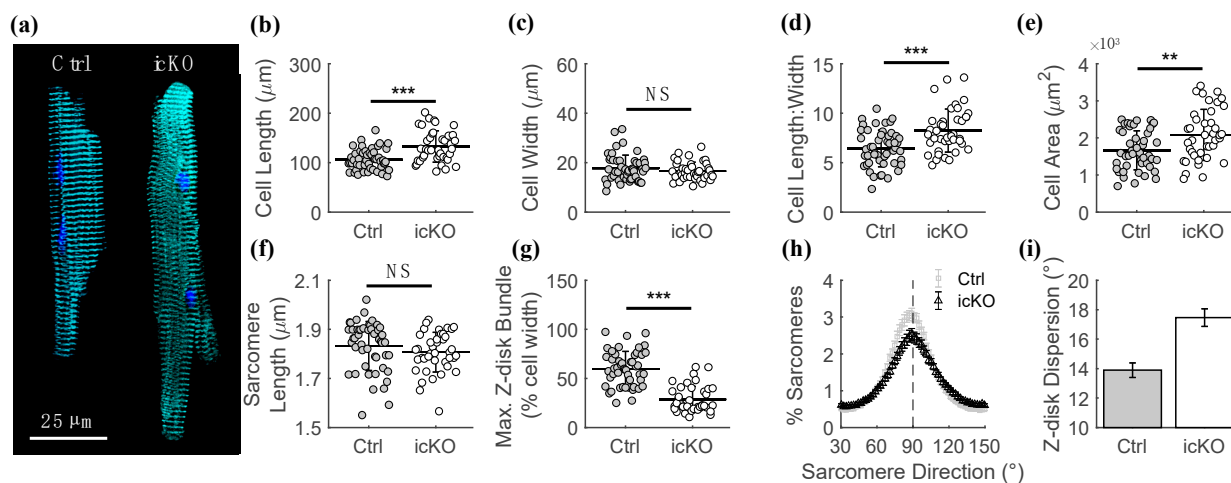 (a)
Ctrl icKO
25 μm
(b)
Cell Length (μm)
300
200
100
0
***
Ctrl icKO
(c)
Cell Width (μm)
60
40
20
0
NS
Ctrl icKO
(d)
Cell Length:Width
15
10
5
0
***
Ctrl icKO
(e)
×10³
Cell Area (μm²)
4
3
2
1
0
**
Ctrl icKO
(f)
Sarcomere
Length (μm)
2.1
1.9
1.7
1.5
NS
Ctrl icKO
(g)
Max. Z-disk Bundle
(% cell width)
150
100
50
0
***
Ctrl icKO
(h)
% Sarcomeres
4
3
2
1
0
Ctrl
icKO
30 60 90 120 150
Sarcomere Direction (°)
(i)
Z-disk Dispersion (°)
20
18
16
14
12
10
Ctrl icKO